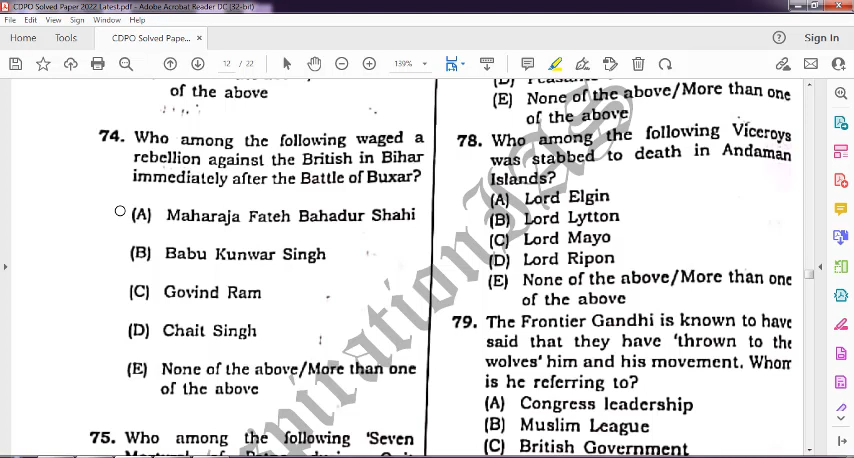 CDPO Solved Paper 2022 Latest.pdf - Adobe Acrobat Reader DC (32-bit)
File Edit View Sign Window Help
Home Tools CDPO Solved Pape... × Sign In
12 / 22 139%
of the above
74. Who among the following waged a
rebellion against the British in Bihar
immediately after the Battle of Buxar?
(A) Maharaja Fateh Bahadur Shahi
(B) Babu Kunwar Singh
(C) Govind Ram
(D) Chait Singh
(E) None of the above/More than one
of the above
75. Who among the following 'Seven
(E) None of the above/More than one
of the above
78. Who among the following Viceroys
was stabbed to death in Andaman
Islands?
(A) Lord Elgin
(B) Lord Lytton
(C) Lord Mayo
(D) Lord Ripon
(E) None of the above/More than one
of the above
79. The Frontier Gandhi is known to have
said that they have 'thrown to the
wolves' him and his movement. Whom
is he referring to?
(A) Congress leadership
(B) Muslim League
(C) British Government